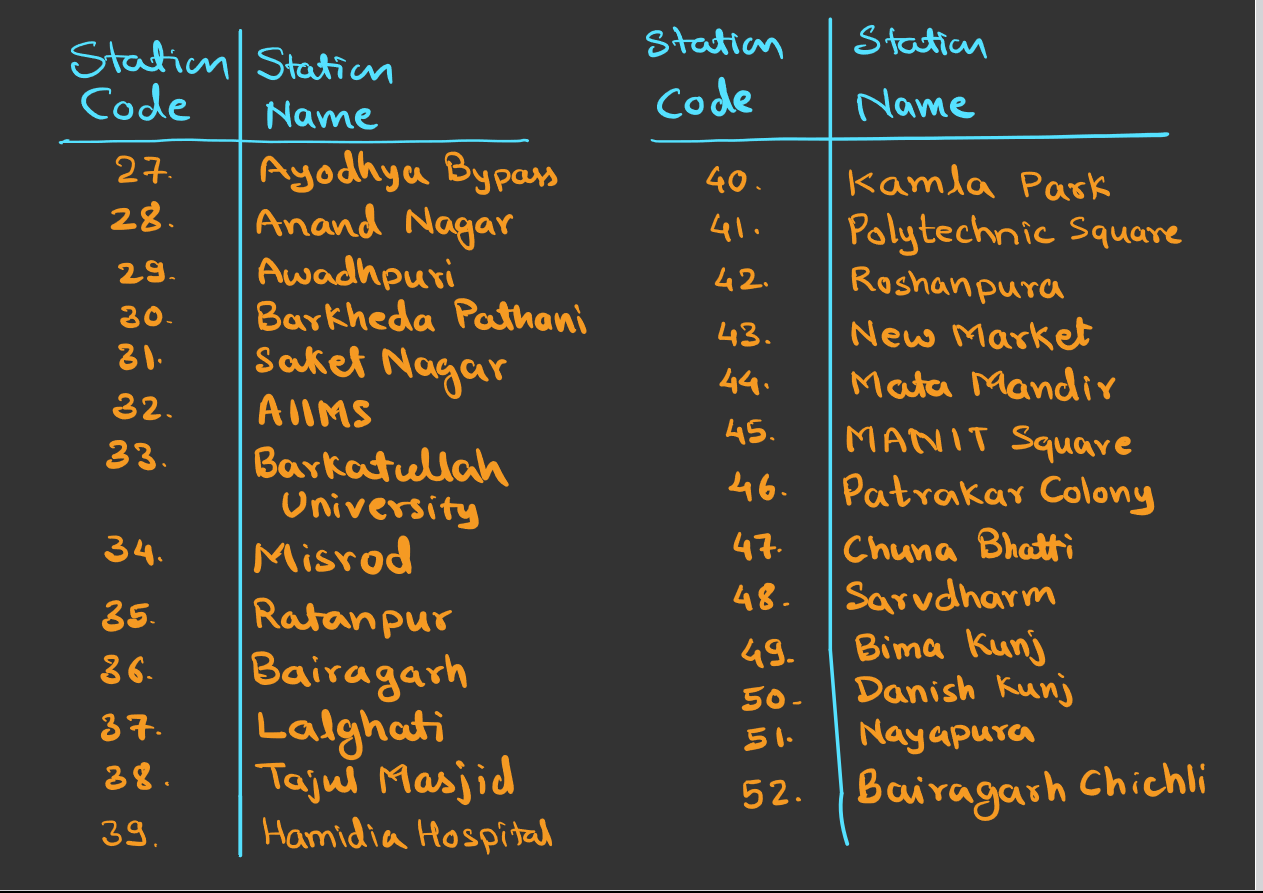 Station Station
Code Name
27. Ayodhya Bypass
28. Anand Nagar
29. Awadhpuri
30. Barkheda Pathani
31. Saket Nagar
32. AIIMS
33. Barkatullah
University
34. Misrod
35. Ratanpur
36. Bairagarh
37. Lalghati
38. Tajul Masjid
39. Hamidia Hospital
Station Station
Code Name
40. Kamla Park
41. Polytechnic Square
42. Roshanpura
43. New Market
44. Mata Mandir
45. MANIT Square
46. Patrakar Colony
47. Chuna Bhatti
48. Sarvdharm
49. Bima Kunj
50. Danish Kunj
51. Nayapura
52. Bairagarh Chichli